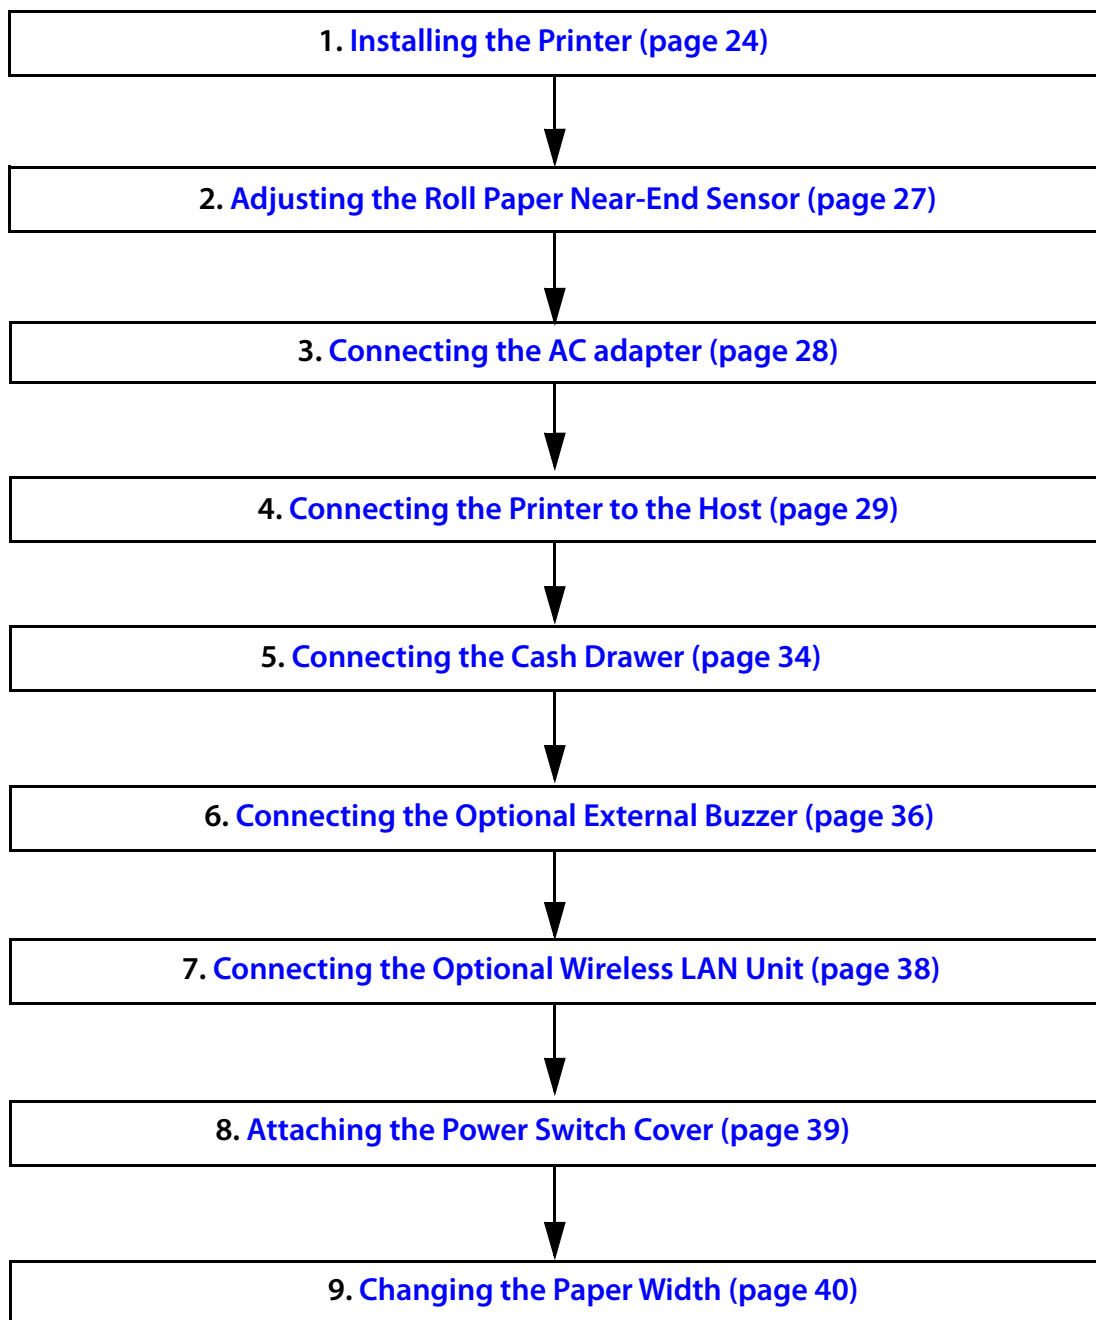 1. Installing the Printer (page 24)
2. Adjusting the Roll Paper Near-End Sensor (page 27)
3. Connecting the AC adapter (page 28)
4. Connecting the Printer to the Host (page 29)
5. Connecting the Cash Drawer (page 34)
6. Connecting the Optional External Buzzer (page 36)
7. Connecting the Optional Wireless LAN Unit (page 38)
8. Attaching the Power Switch Cover (page 39)
9. Changing the Paper Width (page 40)